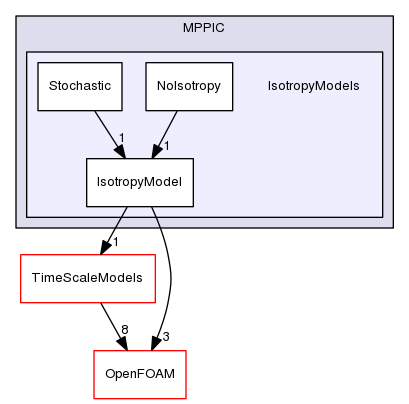 MPPIC
Stochastic
NoIsotropy
IsotropyModels
1
1
IsotropyModel
1
TimeScaleModels
8
3
OpenFOAM